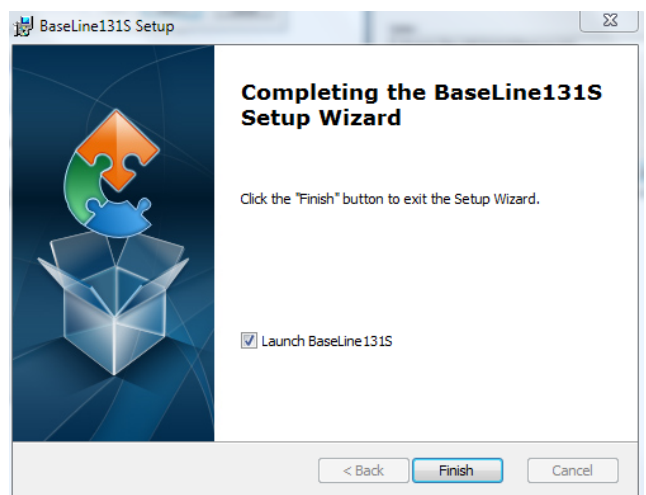 BaseLine131S Setup
Completing the BaseLine131S
Setup Wizard
Click the "Finish" button to exit the Setup Wizard.
Launch BaseLine131S
< Back
Finish
Cancel